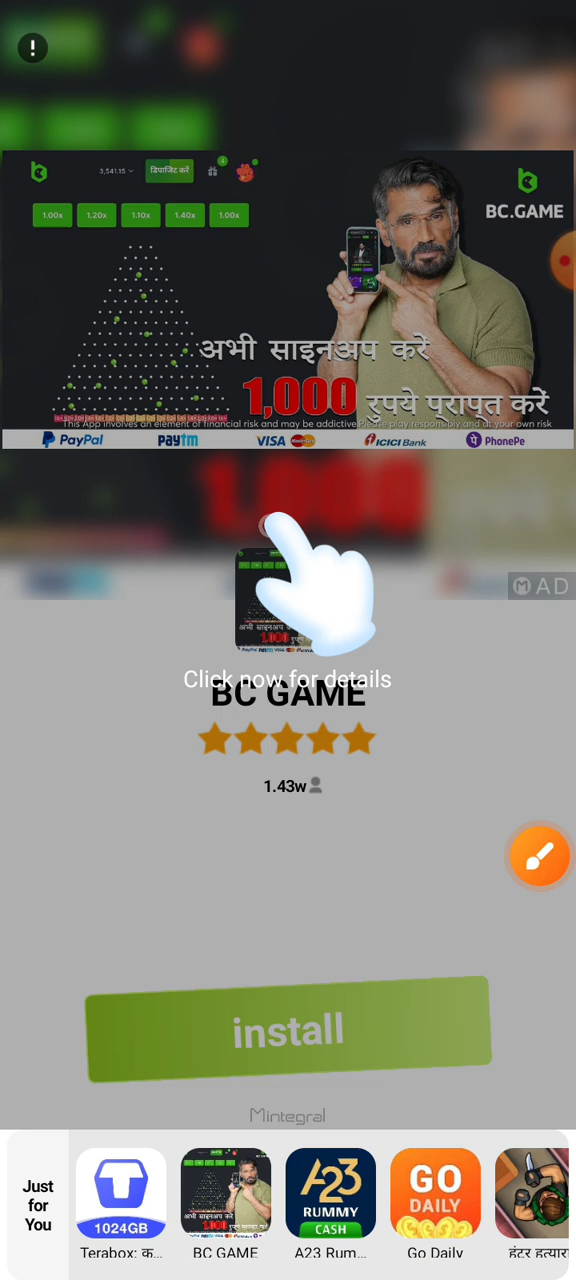 3,541.15
डिपाजिट करें
4
1.00x 1.20x 1.10x 1.40x 1.00x
BC.GAME
अभी साइनअप करें
1,000 रुपये प्राप्त करें
This App involves an element of financial risk and may be addictive.Please play responsibly and at your own risk
PayPal paytm VISA ICICI Bank PhonePe
AD
Click now for details
BC GAME
1.43w
install
Mintegral
Just
for
You
1024GB
A23
RUMMY
CASH
GO
DAILY
Terabox: क...
BC GAME
A23 Rum...
Go Daily
हंटर हत्यारा